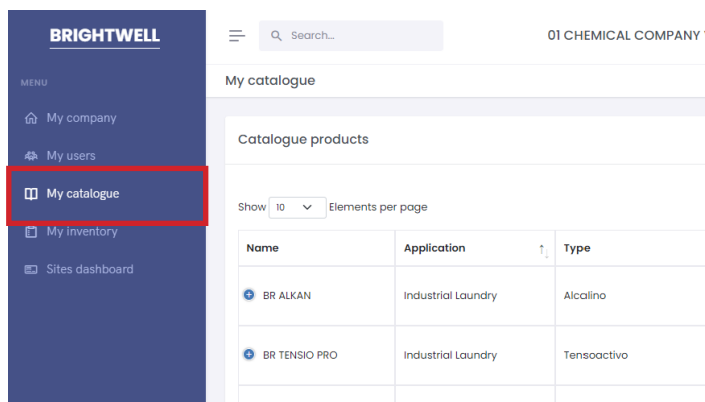 BRIGHTWELL
Search...
01 CHEMICAL COMPANY
MENU
My catalogue
My company
My users
My catalogue
My inventory
Sites dashboard
Catalogue products
Show 10 Elements per page
Name Application Type
BR ALKAN Industrial Laundry Alcalino
BR TENSIO PRO Industrial Laundry Tensoactivo